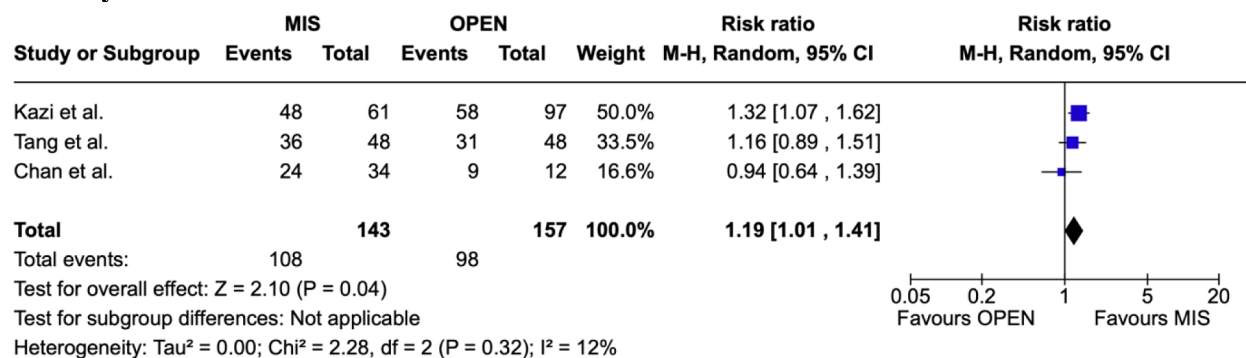 MIS OPEN Risk ratio Risk ratio
Study or Subgroup Events Total Events Total Weight M-H, Random, 95% CI M-H, Random, 95% CI
Kazi et al. 48 61 58 97 50.0% 1.32 [1.07 , 1.62]
Tang et al. 36 48 31 48 33.5% 1.16 [0.89 , 1.51]
Chan et al. 24 34 9 12 16.6% 0.94 [0.64 , 1.39]
Total 143 157 100.0% 1.19 [1.01 , 1.41]
Total events: 108 98
Test for overall effect: Z = 2.10 (P = 0.04)
Test for subgroup differences: Not applicable
Heterogeneity: Tau² = 0.00; Chi² = 2.28, df = 2 (P = 0.32); I² = 12%
0.05 0.2 1 5 20
Favours OPEN Favours MIS